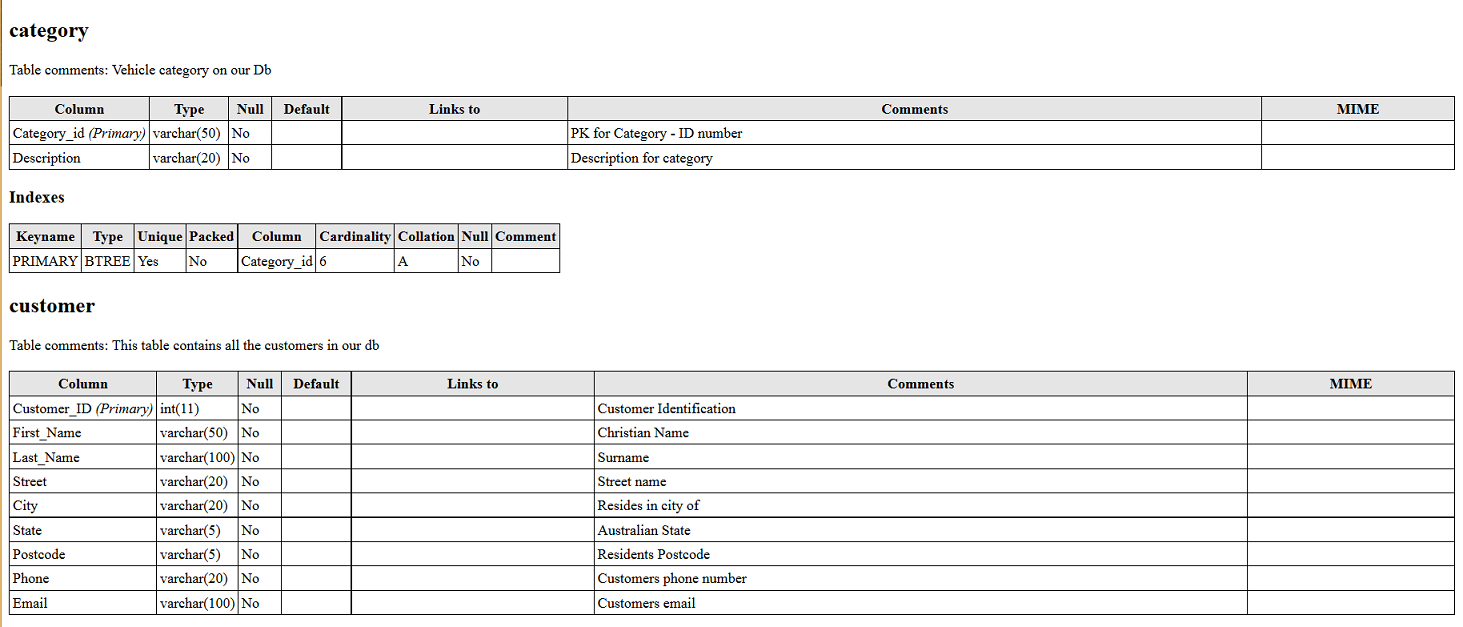 category
Table comments: Vehicle category on our Db
Column Type Null Default Links to Comments MIME
Category_id (Primary) varchar(50) No PK for Category - ID number
Description varchar(20) No Description for category
Indexes
Keyname Type Unique Packed Column Cardinality Collation Null Comment
PRIMARY BTREE Yes No Category_id 6 A No
customer
Table comments: This table contains all the customers in our db
Column Type Null Default Links to Comments MIME
Customer_ID (Primary) int(11) No Customer Identification
First_Name varchar(50) No Christian Name
Last_Name varchar(100) No Surname
Street varchar(20) No Street name
City varchar(20) No Resides in city of
State varchar(5) No Australian State
Postcode varchar(5) No Residents Postcode
Phone varchar(20) No Customers phone number
Email varchar(100) No Customers email